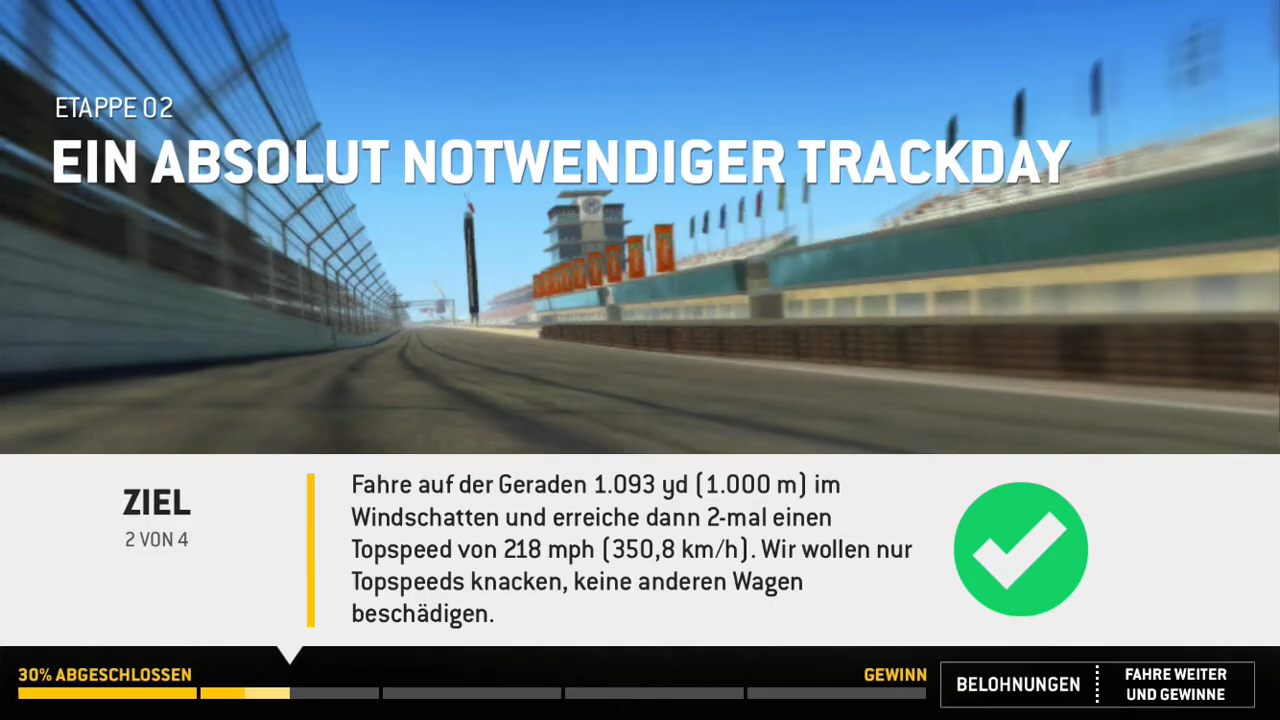 ETAPPE 02
EIN ABSOLUT NOTWENDIGER TRACKDAY
ZIEL
2 VON 4
Fahre auf der Geraden 1.093 yd (1.000 m) im
Windschatten und erreiche dann 2-mal einen
Topspeed von 218 mph (350,8 km/h). Wir wollen nur
Topspeeds knacken, keine anderen Wagen
beschädigen.
30% ABGESCHLOSSEN
GEWINN
BELOHNUNGEN
FAHRE WEITER
UND GEWINNE